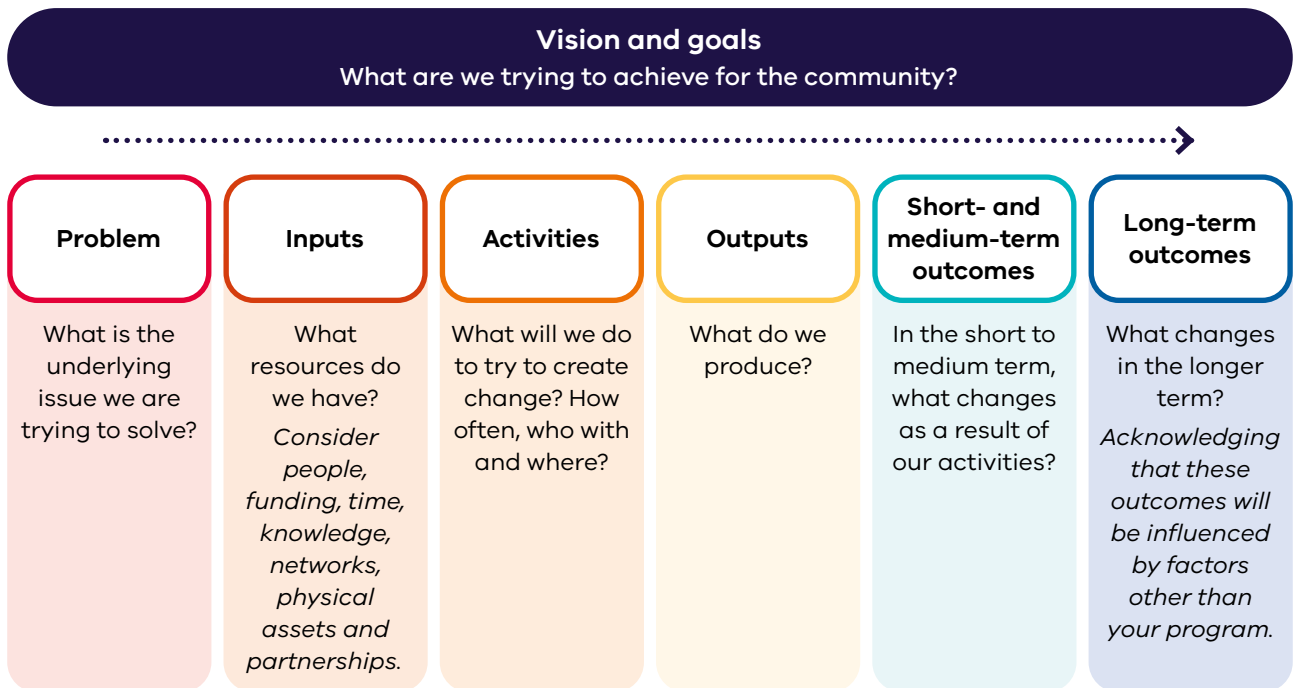 Vision and goals
What are we trying to achieve for the community?
Problem
What is the
underlying
issue we are
trying to solve?
Inputs
What
resources do
we have?
Consider
people,
funding, time,
knowledge,
networks,
physical
assets and
partnerships.
Activities
What will we do
to try to create
change? How
often, who with
and where?
Outputs
What do we
produce?
Short- and
medium-term
outcomes
In the short to
medium term,
what changes
as a result of
our activities?
Long-term
outcomes
What changes
in the longer
term?
Acknowledging
that these
outcomes will
be influenced
by factors
other than
your program.